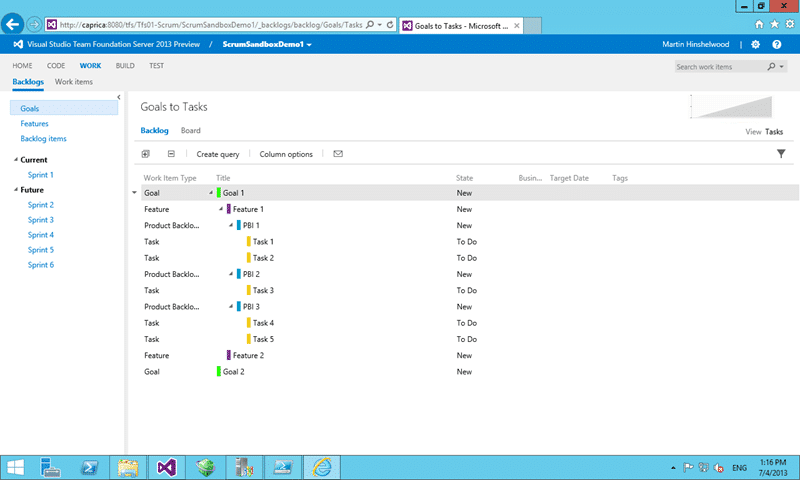 http://caprica:8080/tfs/Tfs01-Scrum/ScrumSandboxDemo1/_backlogs/backlog/Goals/Tasks
Goals to Tasks - Microsoft ...
Visual Studio Team Foundation Server 2013 Preview / ScrumSandboxDemo1
Martin Hinshelwood
HOME CODE WORK BUILD TEST
Search work items
Backlogs Work items
Goals
Features
Backlog items
Current
Sprint 1
Future
Sprint 2
Sprint 3
Sprint 4
Sprint 5
Sprint 6
Goals to Tasks
Backlog Board
View Tasks
Create query Column options
Work Item Type Title State Busin... Target Date Tags
Goal Goal 1 New
Feature Feature 1 New
Product Backlo... PBI 1 New
Task Task 1 To Do
Task Task 2 To Do
Product Backlo... PBI 2 New
Task Task 3 To Do
Product Backlo... PBI 3 New
Task Task 4 To Do
Task Task 5 To Do
Feature Feature 2 New
Goal Goal 2 New
ENG
1:16 PM
7/4/2013